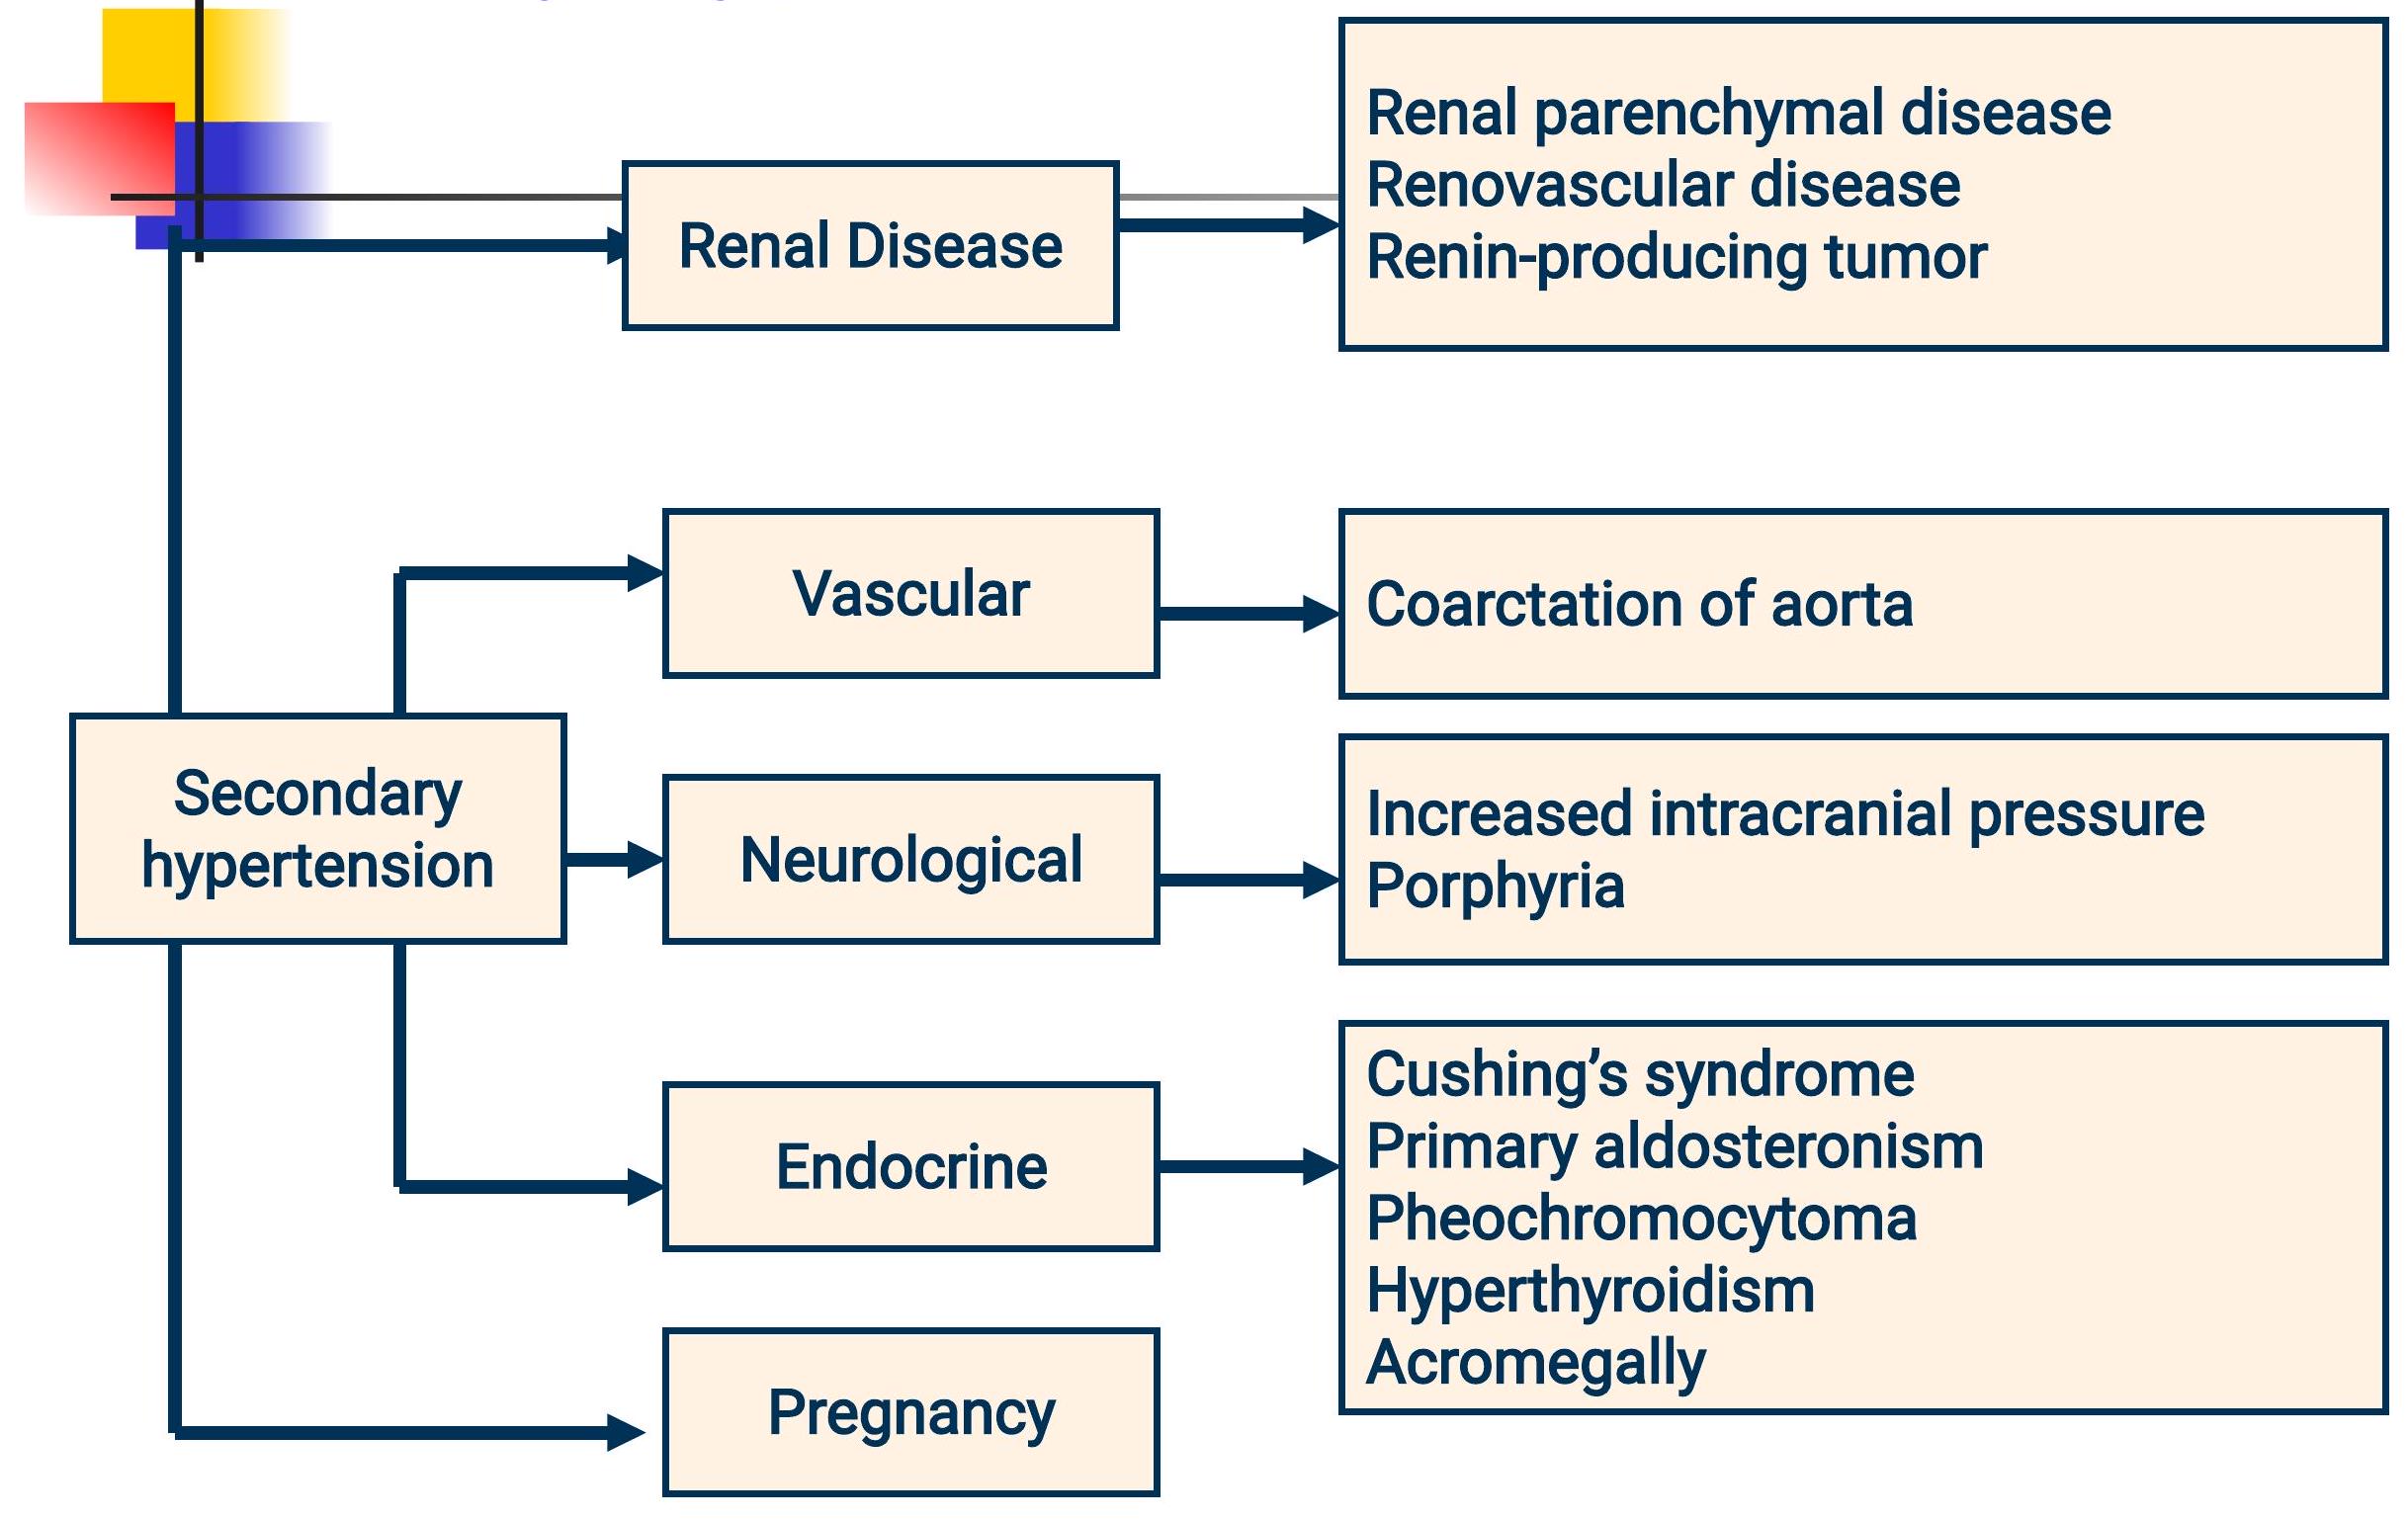 Renal Disease
Renal parenchymal disease
Renovascular disease
Renin-producing tumor
Vascular
Coarctation of aorta
Secondary
hypertension
Neurological
Increased intracranial pressure
Porphyria
Endocrine
Cushing’s syndrome
Primary aldosteronism
Pheochromocytoma
Hyperthyroidism
Acromegally
Pregnancy